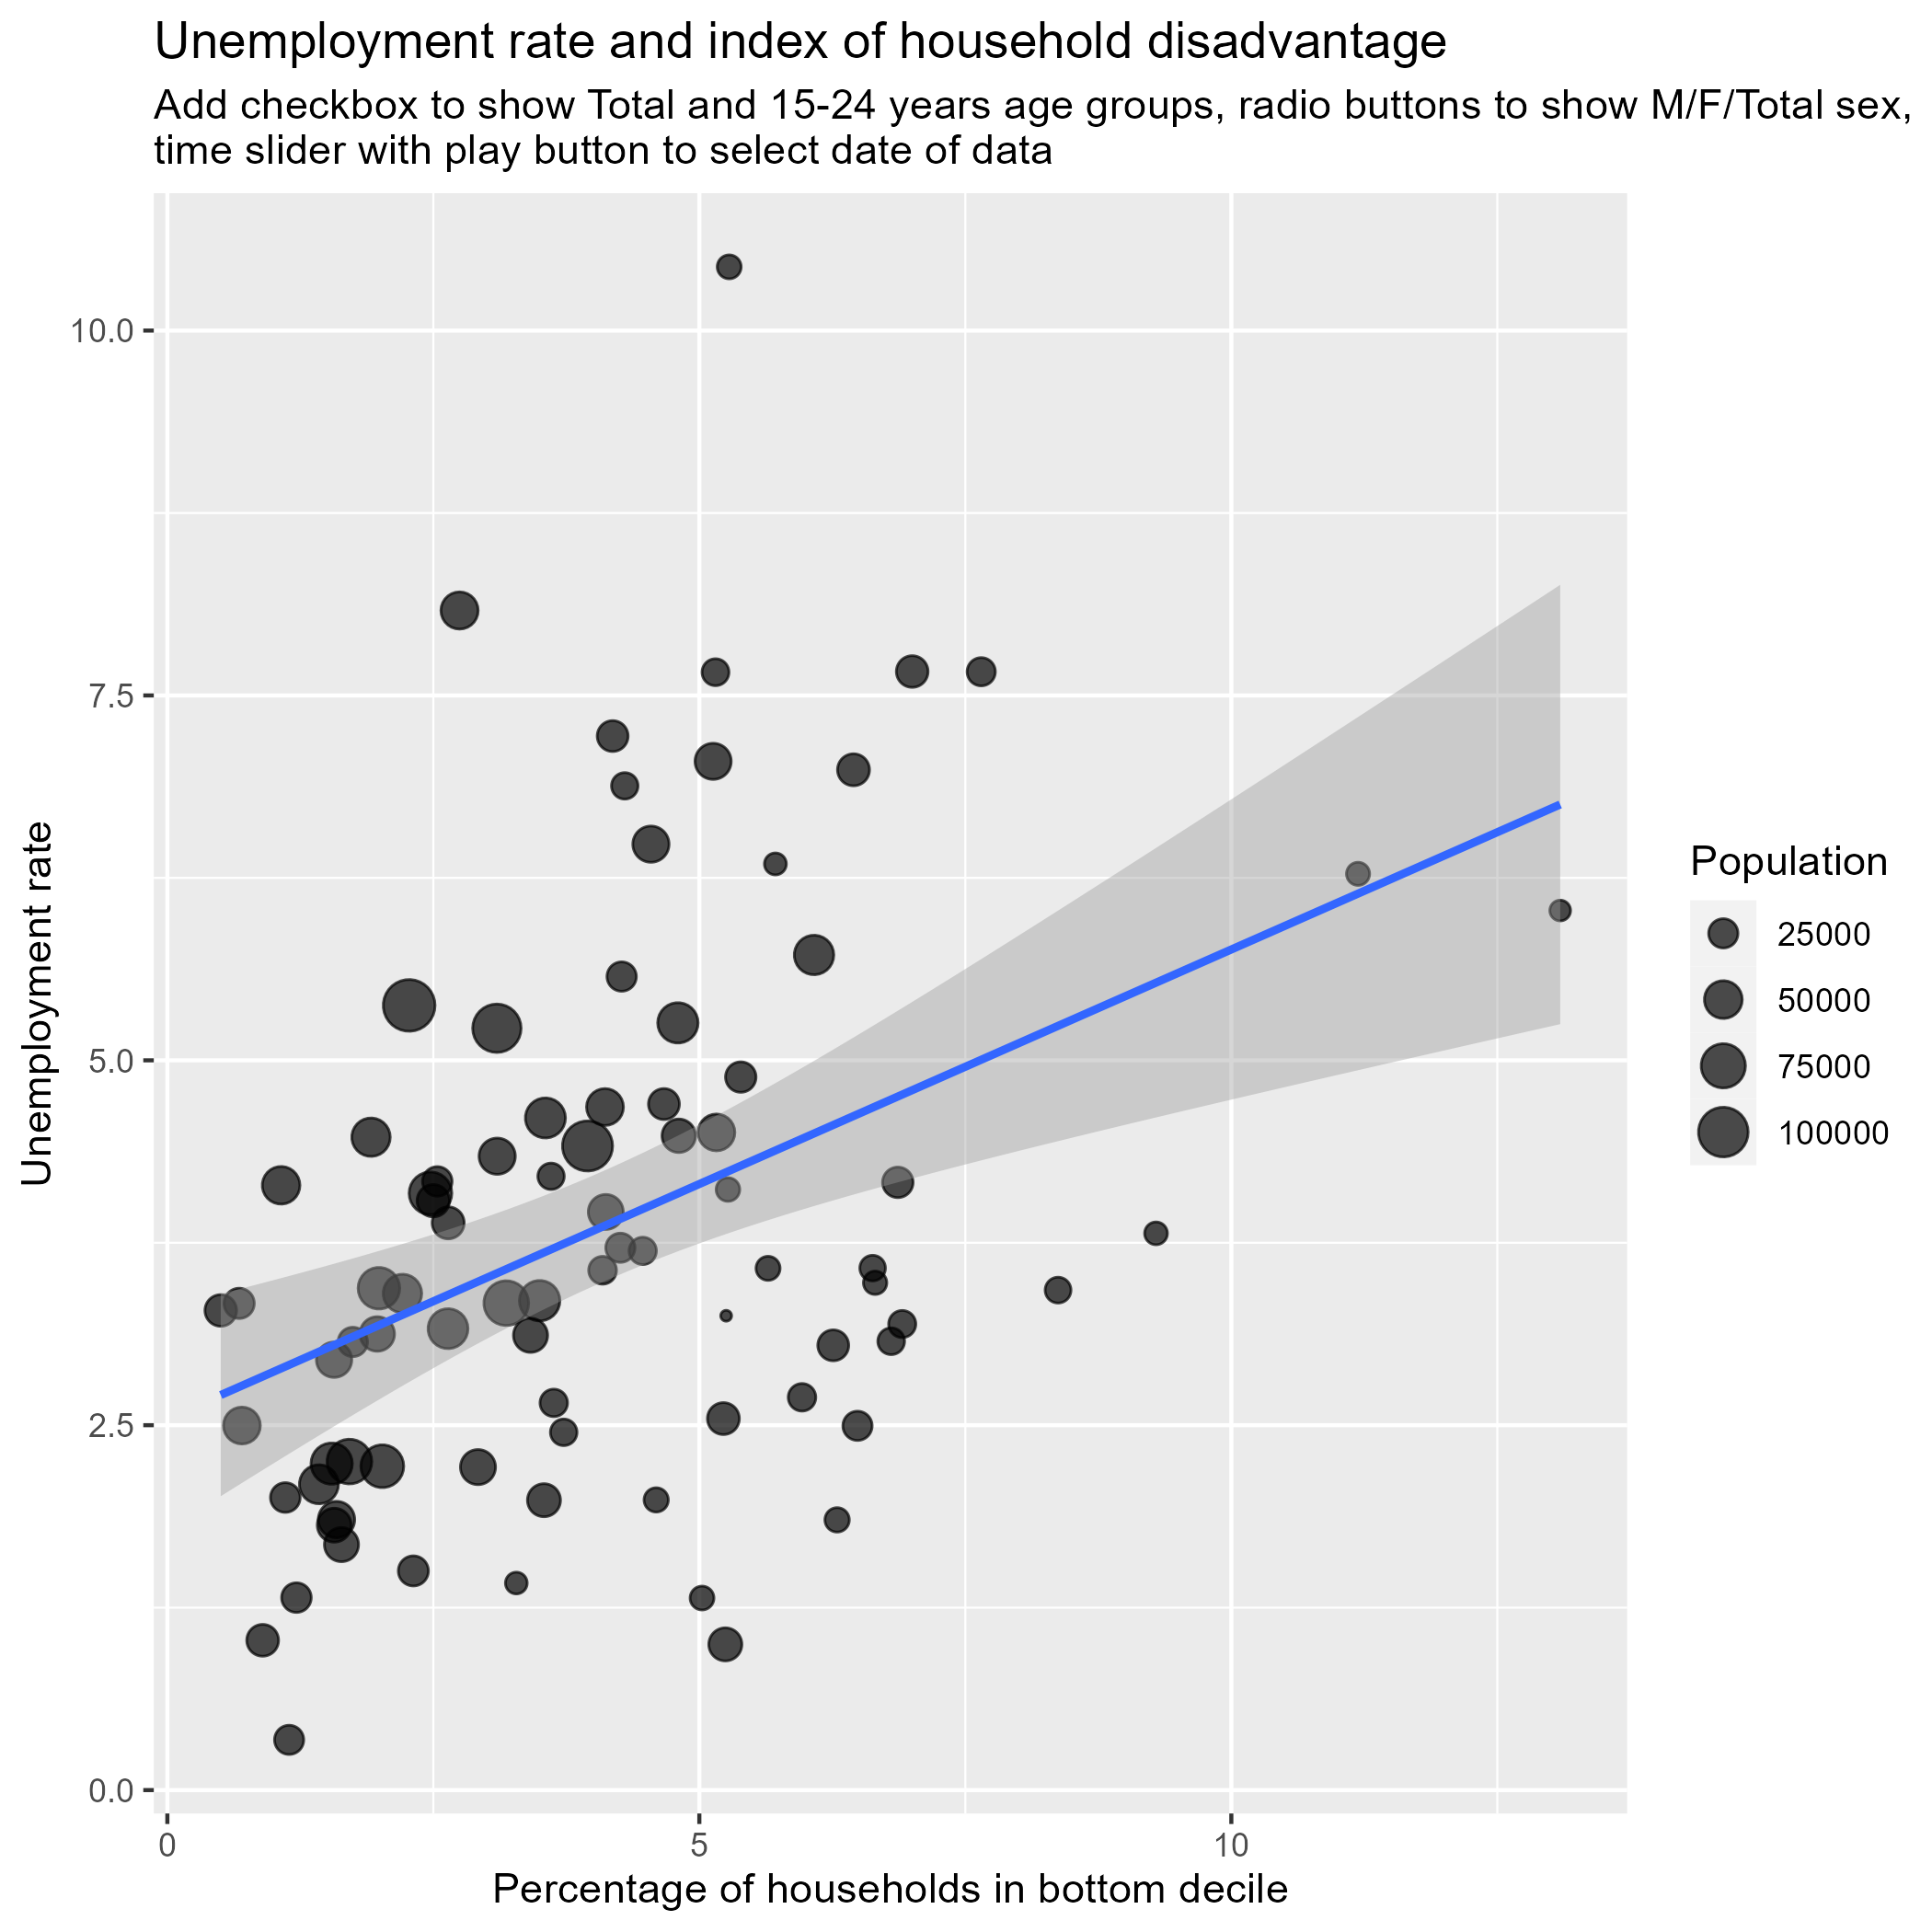 Unemployment rate and index of household disadvantage
Add checkbox to show Total and 15-24 years age groups, radio buttons to show M/F/Total sex,
time slider with play button to select date of data
Unemployment rate
10.0
7.5
5.0
2.5
0.0
0
5
10
Percentage of households in bottom decile
Population
25000
50000
75000
100000